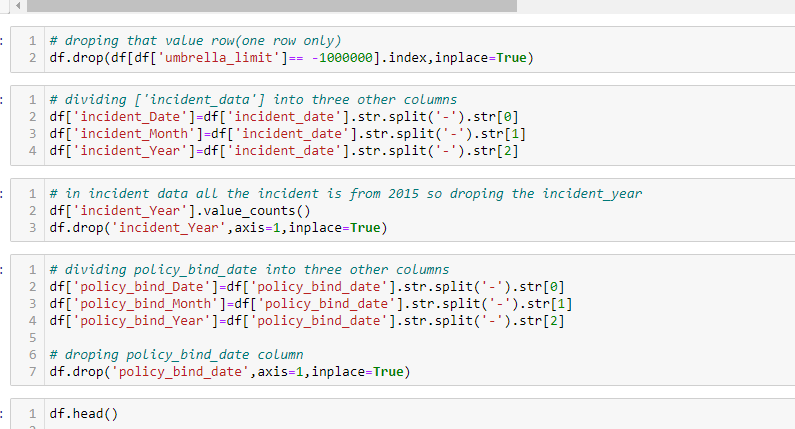 1 # droping that value row(one row only)
2 df.drop(df[df['umbrella_limit']== -1000000].index,inplace=True)
1 # dividing ['incident_data'] into three other columns
2 df['incident_Date']=df['incident_date'].str.split('-').str[0]
3 df['incident_Month']=df['incident_date'].str.split('-').str[1]
4 df['incident_Year']=df['incident_date'].str.split('-').str[2]
1 # in incident data all the incident is from 2015 so droping the incident_year
2 df['incident_Year'].value_counts()
3 df.drop('incident_Year',axis=1,inplace=True)
1 # dividing policy_bind_date into three other columns
2 df['policy_bind_Date']=df['policy_bind_date'].str.split('-').str[0]
3 df['policy_bind_Month']=df['policy_bind_date'].str.split('-').str[1]
4 df['policy_bind_Year']=df['policy_bind_date'].str.split('-').str[2]
5
6 # droping policy_bind_date column
7 df.drop('policy_bind_date',axis=1,inplace=True)
1 df.head()